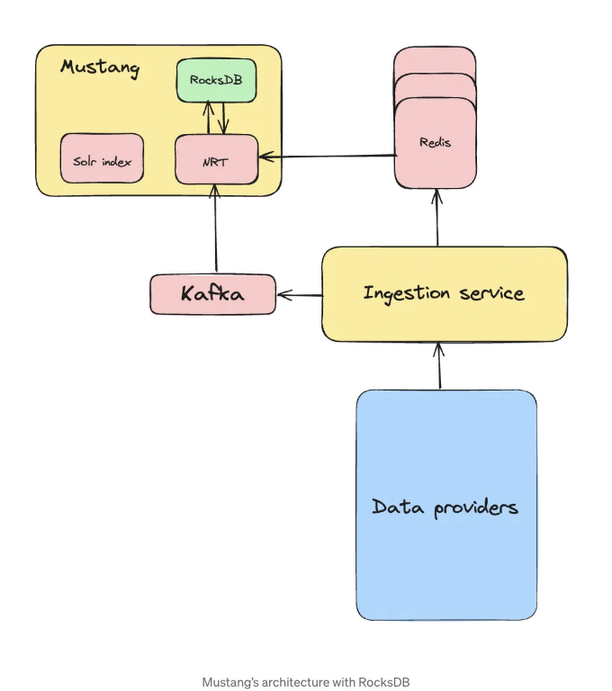 Mustang
RocksDB
Solr index
NRT
Redis
Kafka
Ingestion service
Data providers
Mustang's architecture with RocksDB